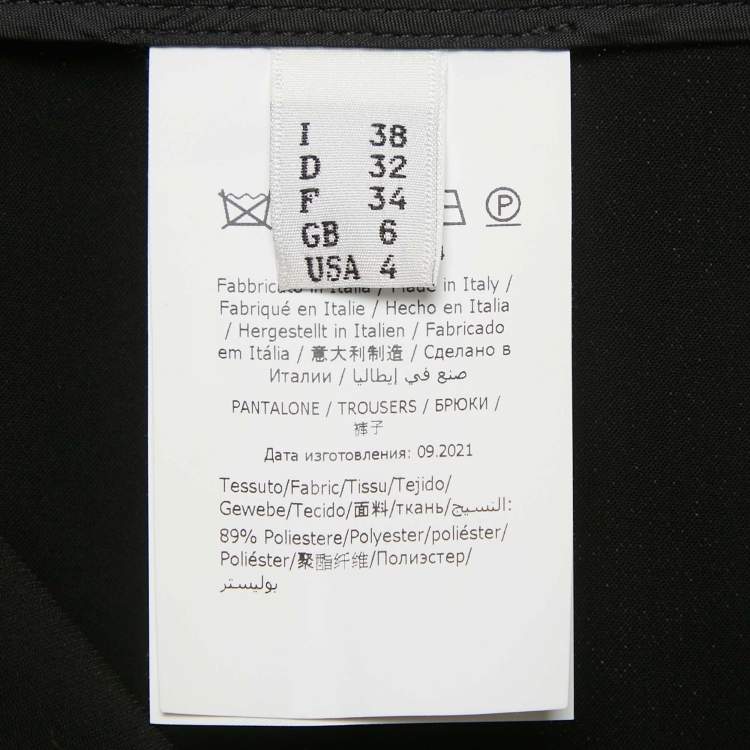 I 38
D 32
F 34
GB 6
USA 4
P
in Italia / Made in Italy /
Fabriqué en Italie / Hecho en Italia
/ Hergestellt in Italien / Fabricado
em Itália / 意大利制造 / Сделано в
Италии / صنع في إيطاليا
PANTALONE / TROUSERS / БРЮКИ /
裤子
Дата изготовления: 09.2021
Tessuto/Fabric/Tissu/Tejido/
Gewebe/Tecido/面料/ткань/النسيج:
89% Poliestere/Polyester/poliéster/
Poliéster/聚酯纤维/Полиэстер/
بوليستر